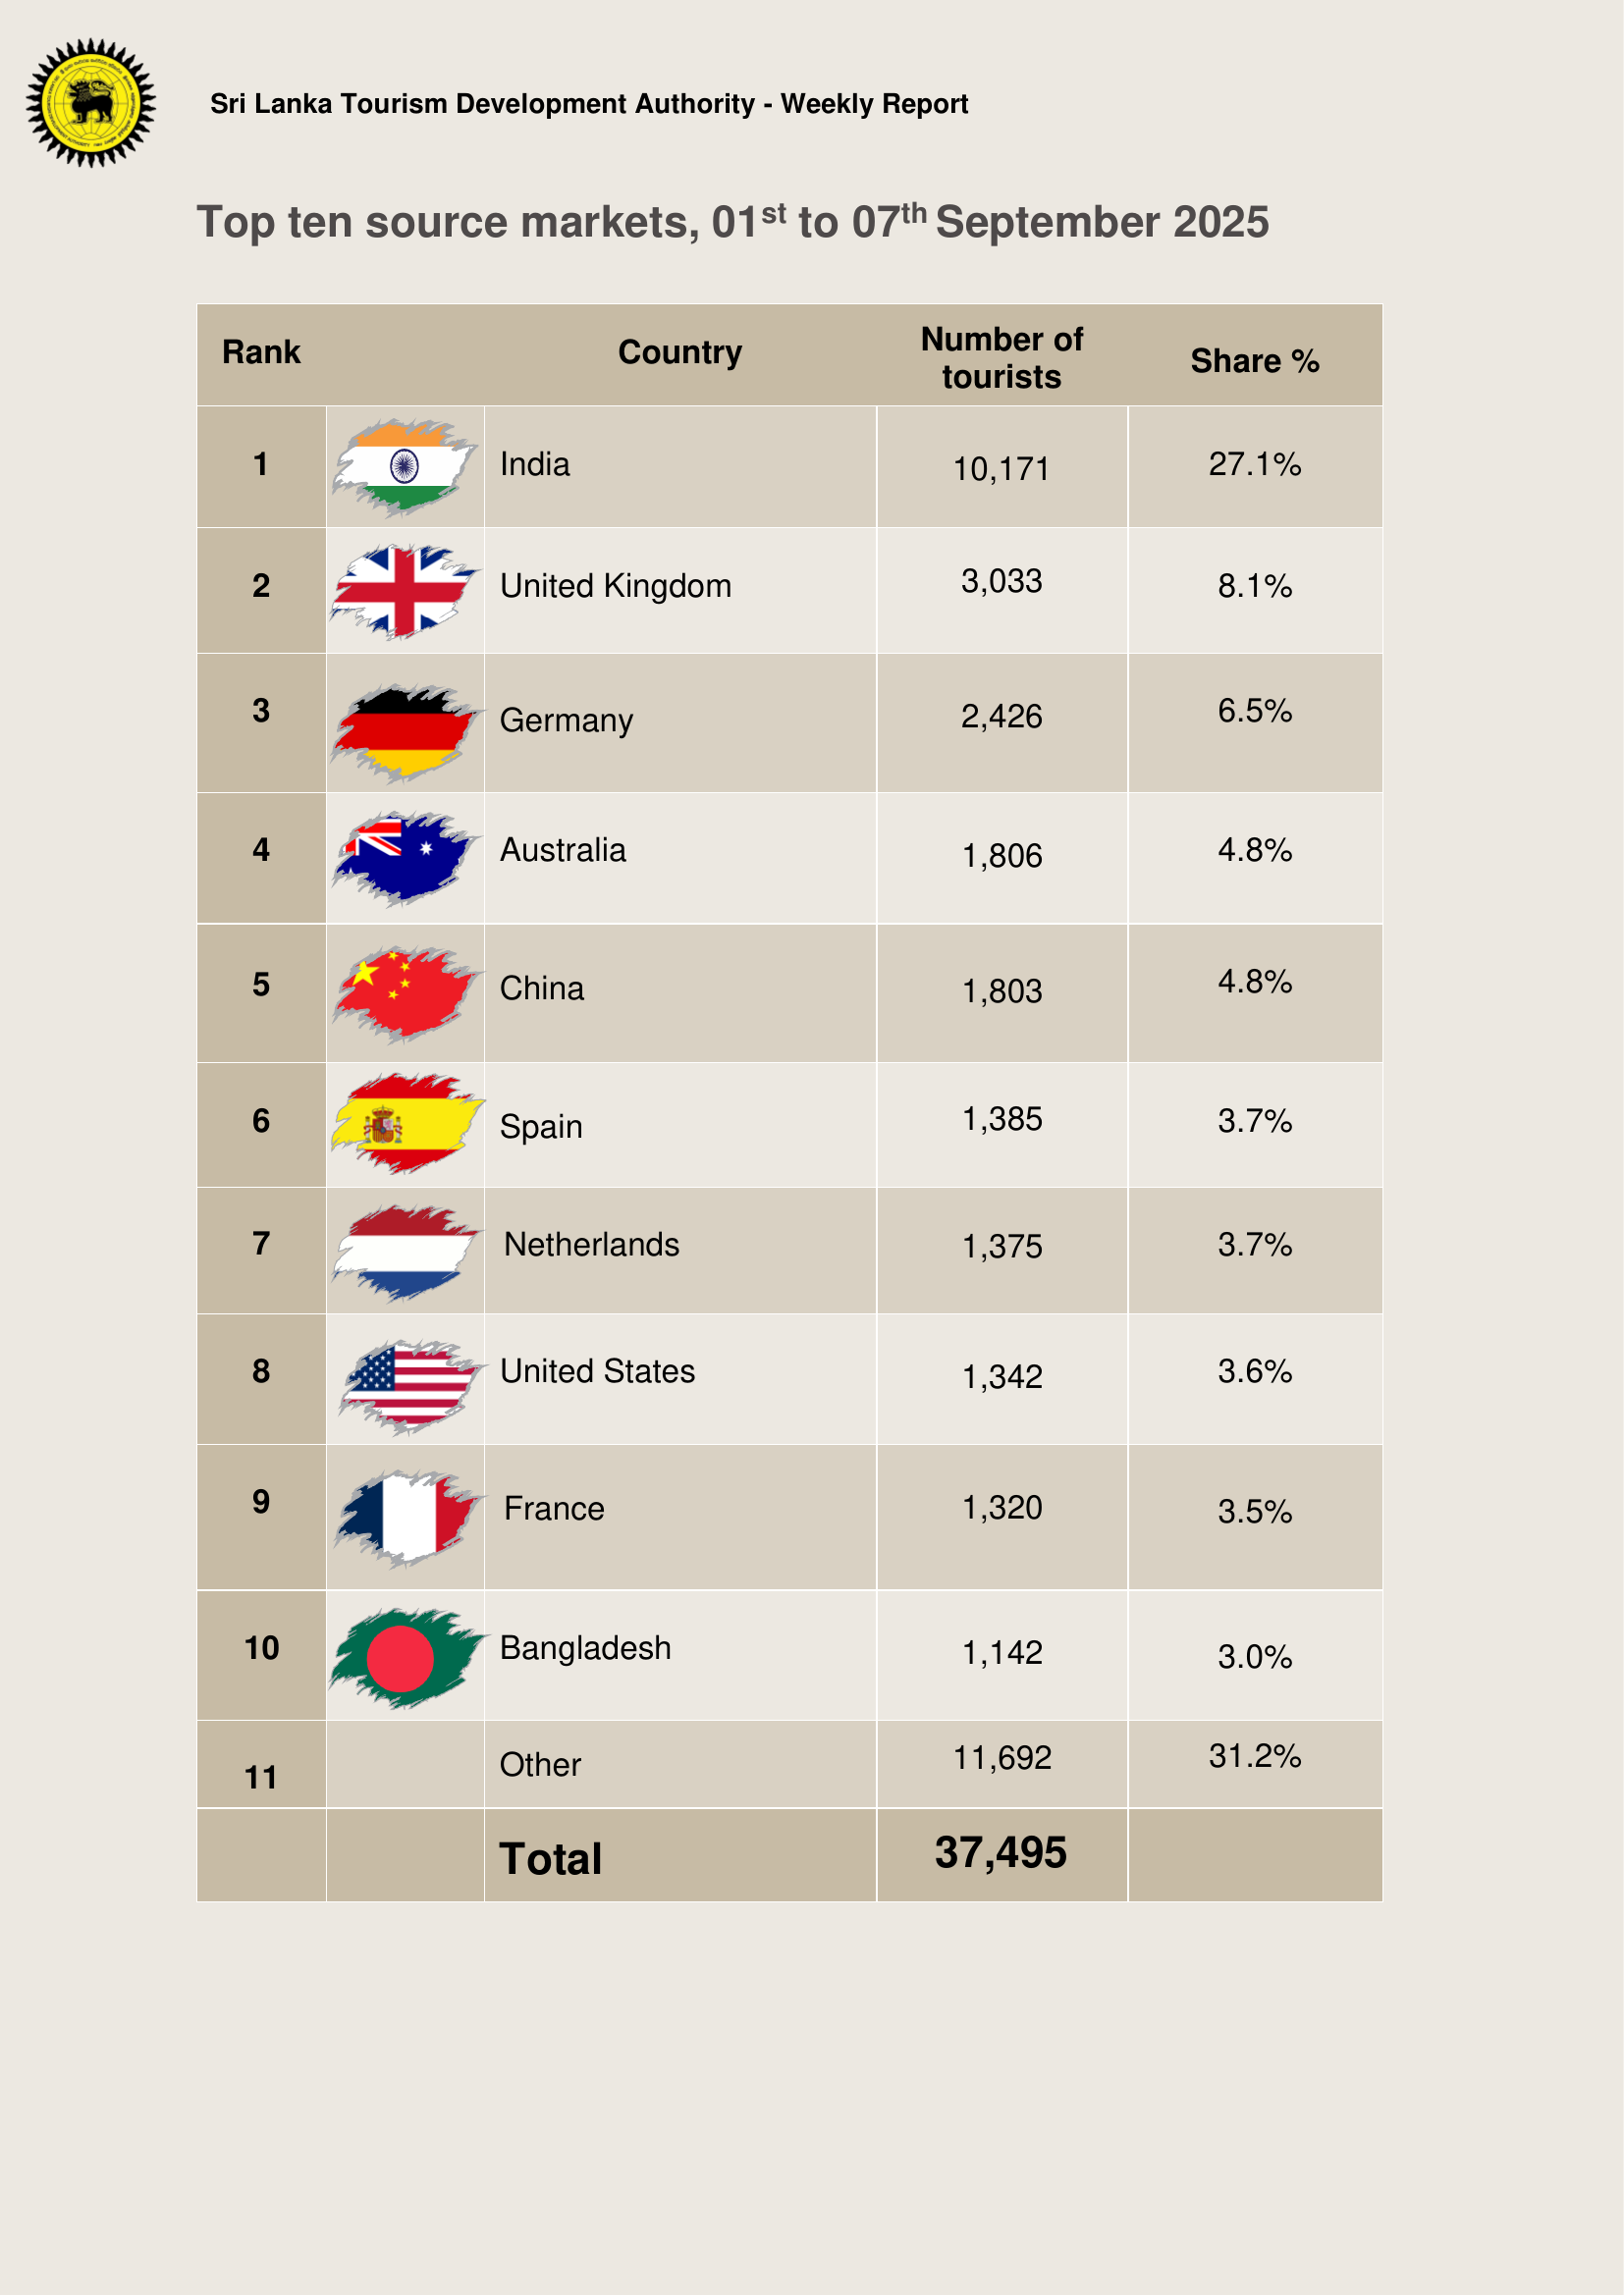 Sri Lanka Tourism Development Authority - Weekly Report
Top ten source markets, 01st to 07th September 2025
Rank Country Number of tourists Share %
1 India 10,171 27.1%
2 United Kingdom 3,033 8.1%
3 Germany 2,426 6.5%
4 Australia 1,806 4.8%
5 China 1,803 4.8%
6 Spain 1,385 3.7%
7 Netherlands 1,375 3.7%
8 United States 1,342 3.6%
9 France 1,320 3.5%
10 Bangladesh 1,142 3.0%
11 Other 11,692 31.2%
Total 37,495